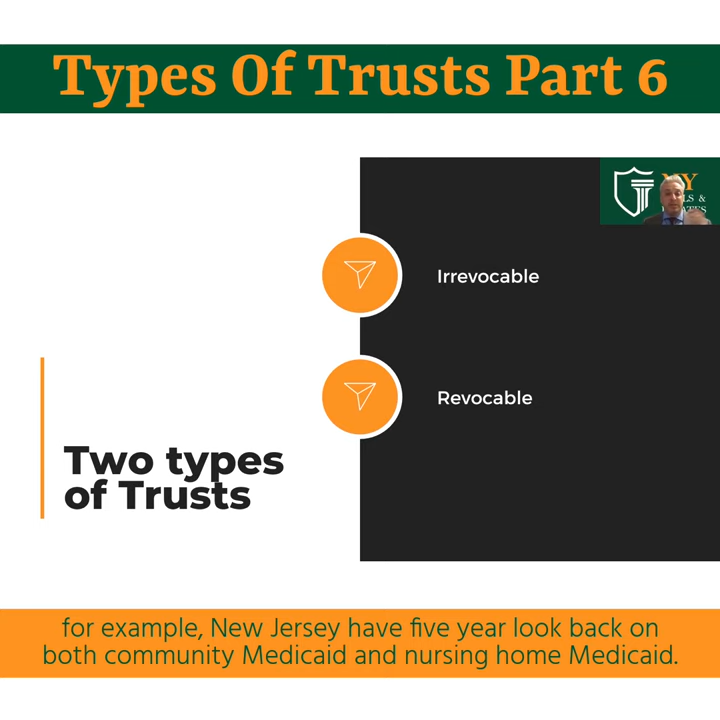 Types Of Trusts Part 6
Irrevocable
Revocable
Two types
of Trusts
for example, New Jersey have five year look back on
both community Medicaid and nursing home Medicaid.